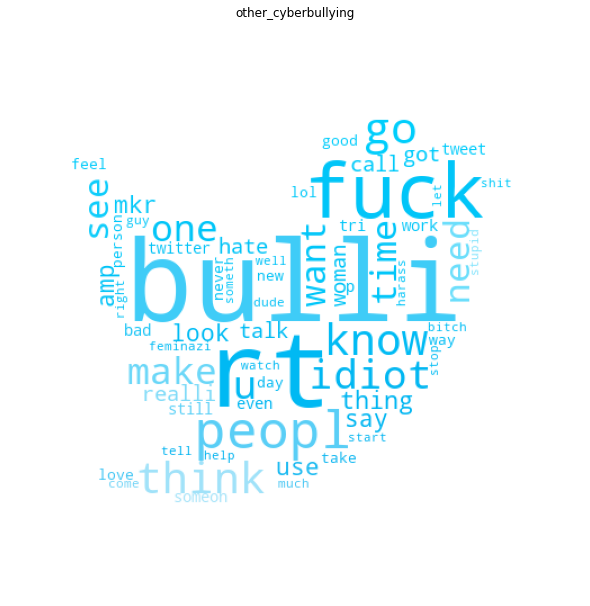 other_cyberbullying
go
good
call
got
tweet
feel
fuck
shit
lol
let
see
mkr
guy
one
tri
work
person
twitter
hate
want
woman
time
need
stupid
amp
right
never
someth
well
new
dude
bulli
p
harass
bad
look
talk
know
bitch
way
stop
feminazi
rt
watch
make
u
day
idiot
realli
still
even
thing
say
peopl
start
tell
help
use
take
love
come
think
someon
much